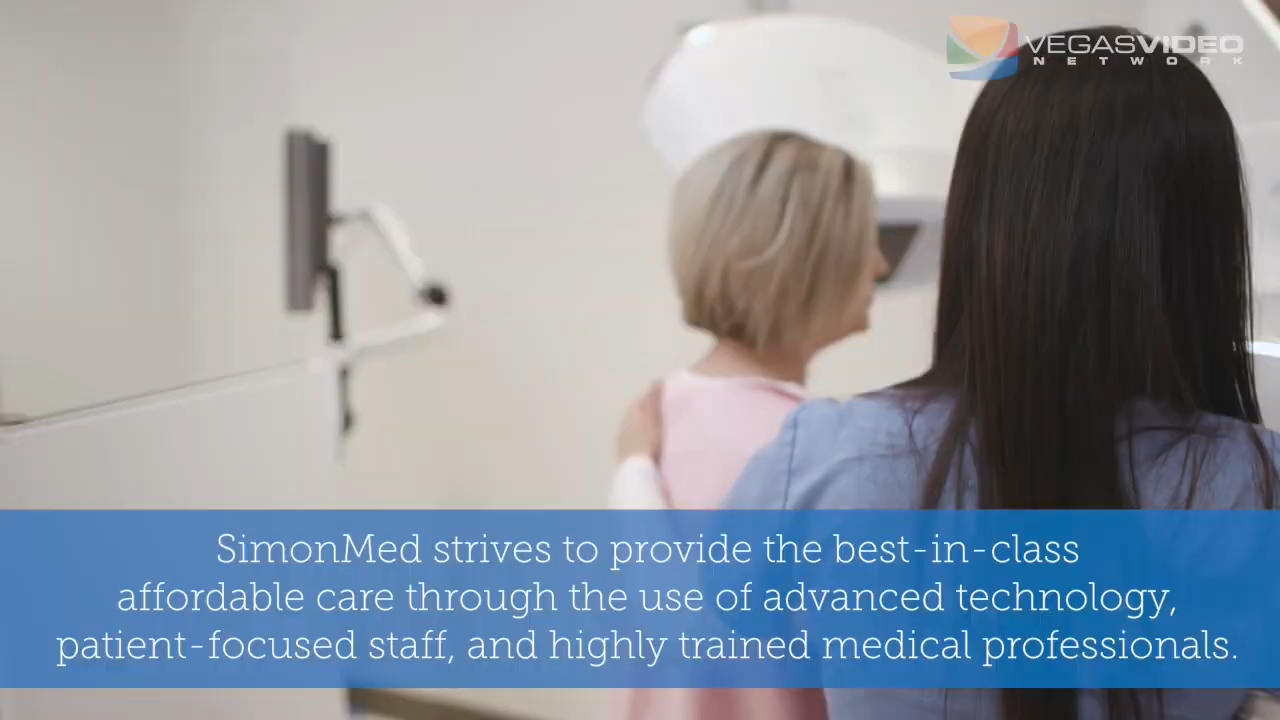 VEGASVIDEO
NETWORK
SimonMed strives to provide the best-in-class
affordable care through the use of advanced technology,
patient-focused staff, and highly trained medical professionals.